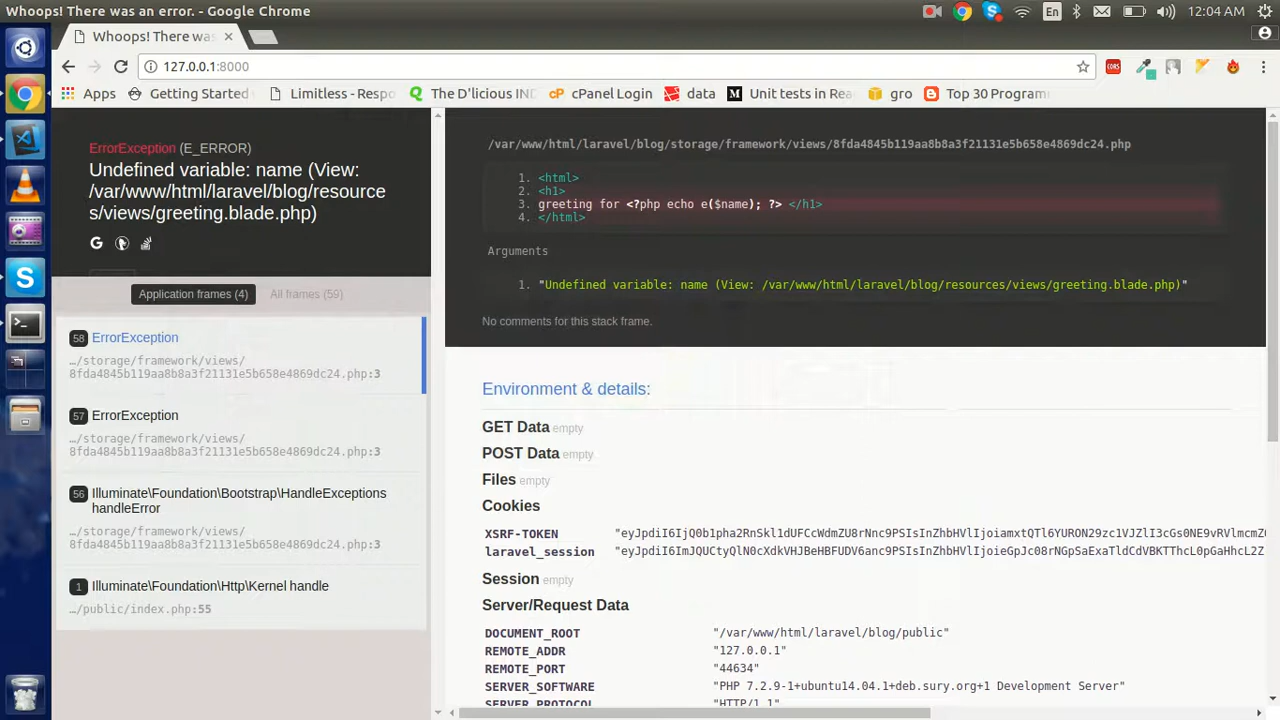 Whoops! There was an error. - Google Chrome
En
12:04 AM
Whoops! There was
127.0.0.1:8000
CORS
Apps
Getting Started
Limitless - Respo
The D'licious IND
cPanel Login
data
Unit tests in Rea
gro
Top 30 Program
ErrorException (E_ERROR)
Undefined variable: name (View:
/var/www/html/laravel/blog/resource
s/views/greeting.blade.php)
Application frames (4)
All frames (59)
58 ErrorException
…/storage/framework/views/
8fda4845b119aa8b8a3f21131e5b658e4869dc24.php:3
57 ErrorException
…/storage/framework/views/
8fda4845b119aa8b8a3f21131e5b658e4869dc24.php:3
56 Illuminate\Foundation\Bootstrap\HandleExceptions
handleError
…/storage/framework/views/
8fda4845b119aa8b8a3f21131e5b658e4869dc24.php:3
1 Illuminate\Foundation\Http\Kernel handle
…/public/index.php:55
/var/www/html/laravel/blog/storage/framework/views/8fda4845b119aa8b8a3f21131e5b658e4869dc24.php
1. <html>
2. <h1>
3. greeting for <?php echo e($name); ?> </h1>
4. </html>
Arguments
1. "Undefined variable: name (View: /var/www/html/laravel/blog/resources/views/greeting.blade.php)"
No comments for this stack frame.
Environment & details:
GET Data empty
POST Data empty
Files empty
Cookies
XSRF-TOKEN
laravel_session
Session empty
Server/Request Data
DOCUMENT_ROOT "/var/www/html/laravel/blog/public"
REMOTE_ADDR "127.0.0.1"
REMOTE_PORT "44634"
SERVER_SOFTWARE "PHP 7.2.9-1+ubuntu14.04.1+deb.sury.org+1 Development Server"
SERVER_PROTOCOL "HTTP/1.1"